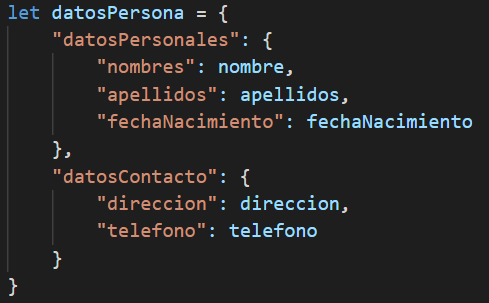 let datosPersona = {
    "datosPersonales": {
        "nombres": nombre,
        "apellidos": apellidos,
        "fechaNacimiento": fechaNacimiento
    },
    "datosContacto": {
        "direccion": direccion,
        "telefono": telefono
    }
}